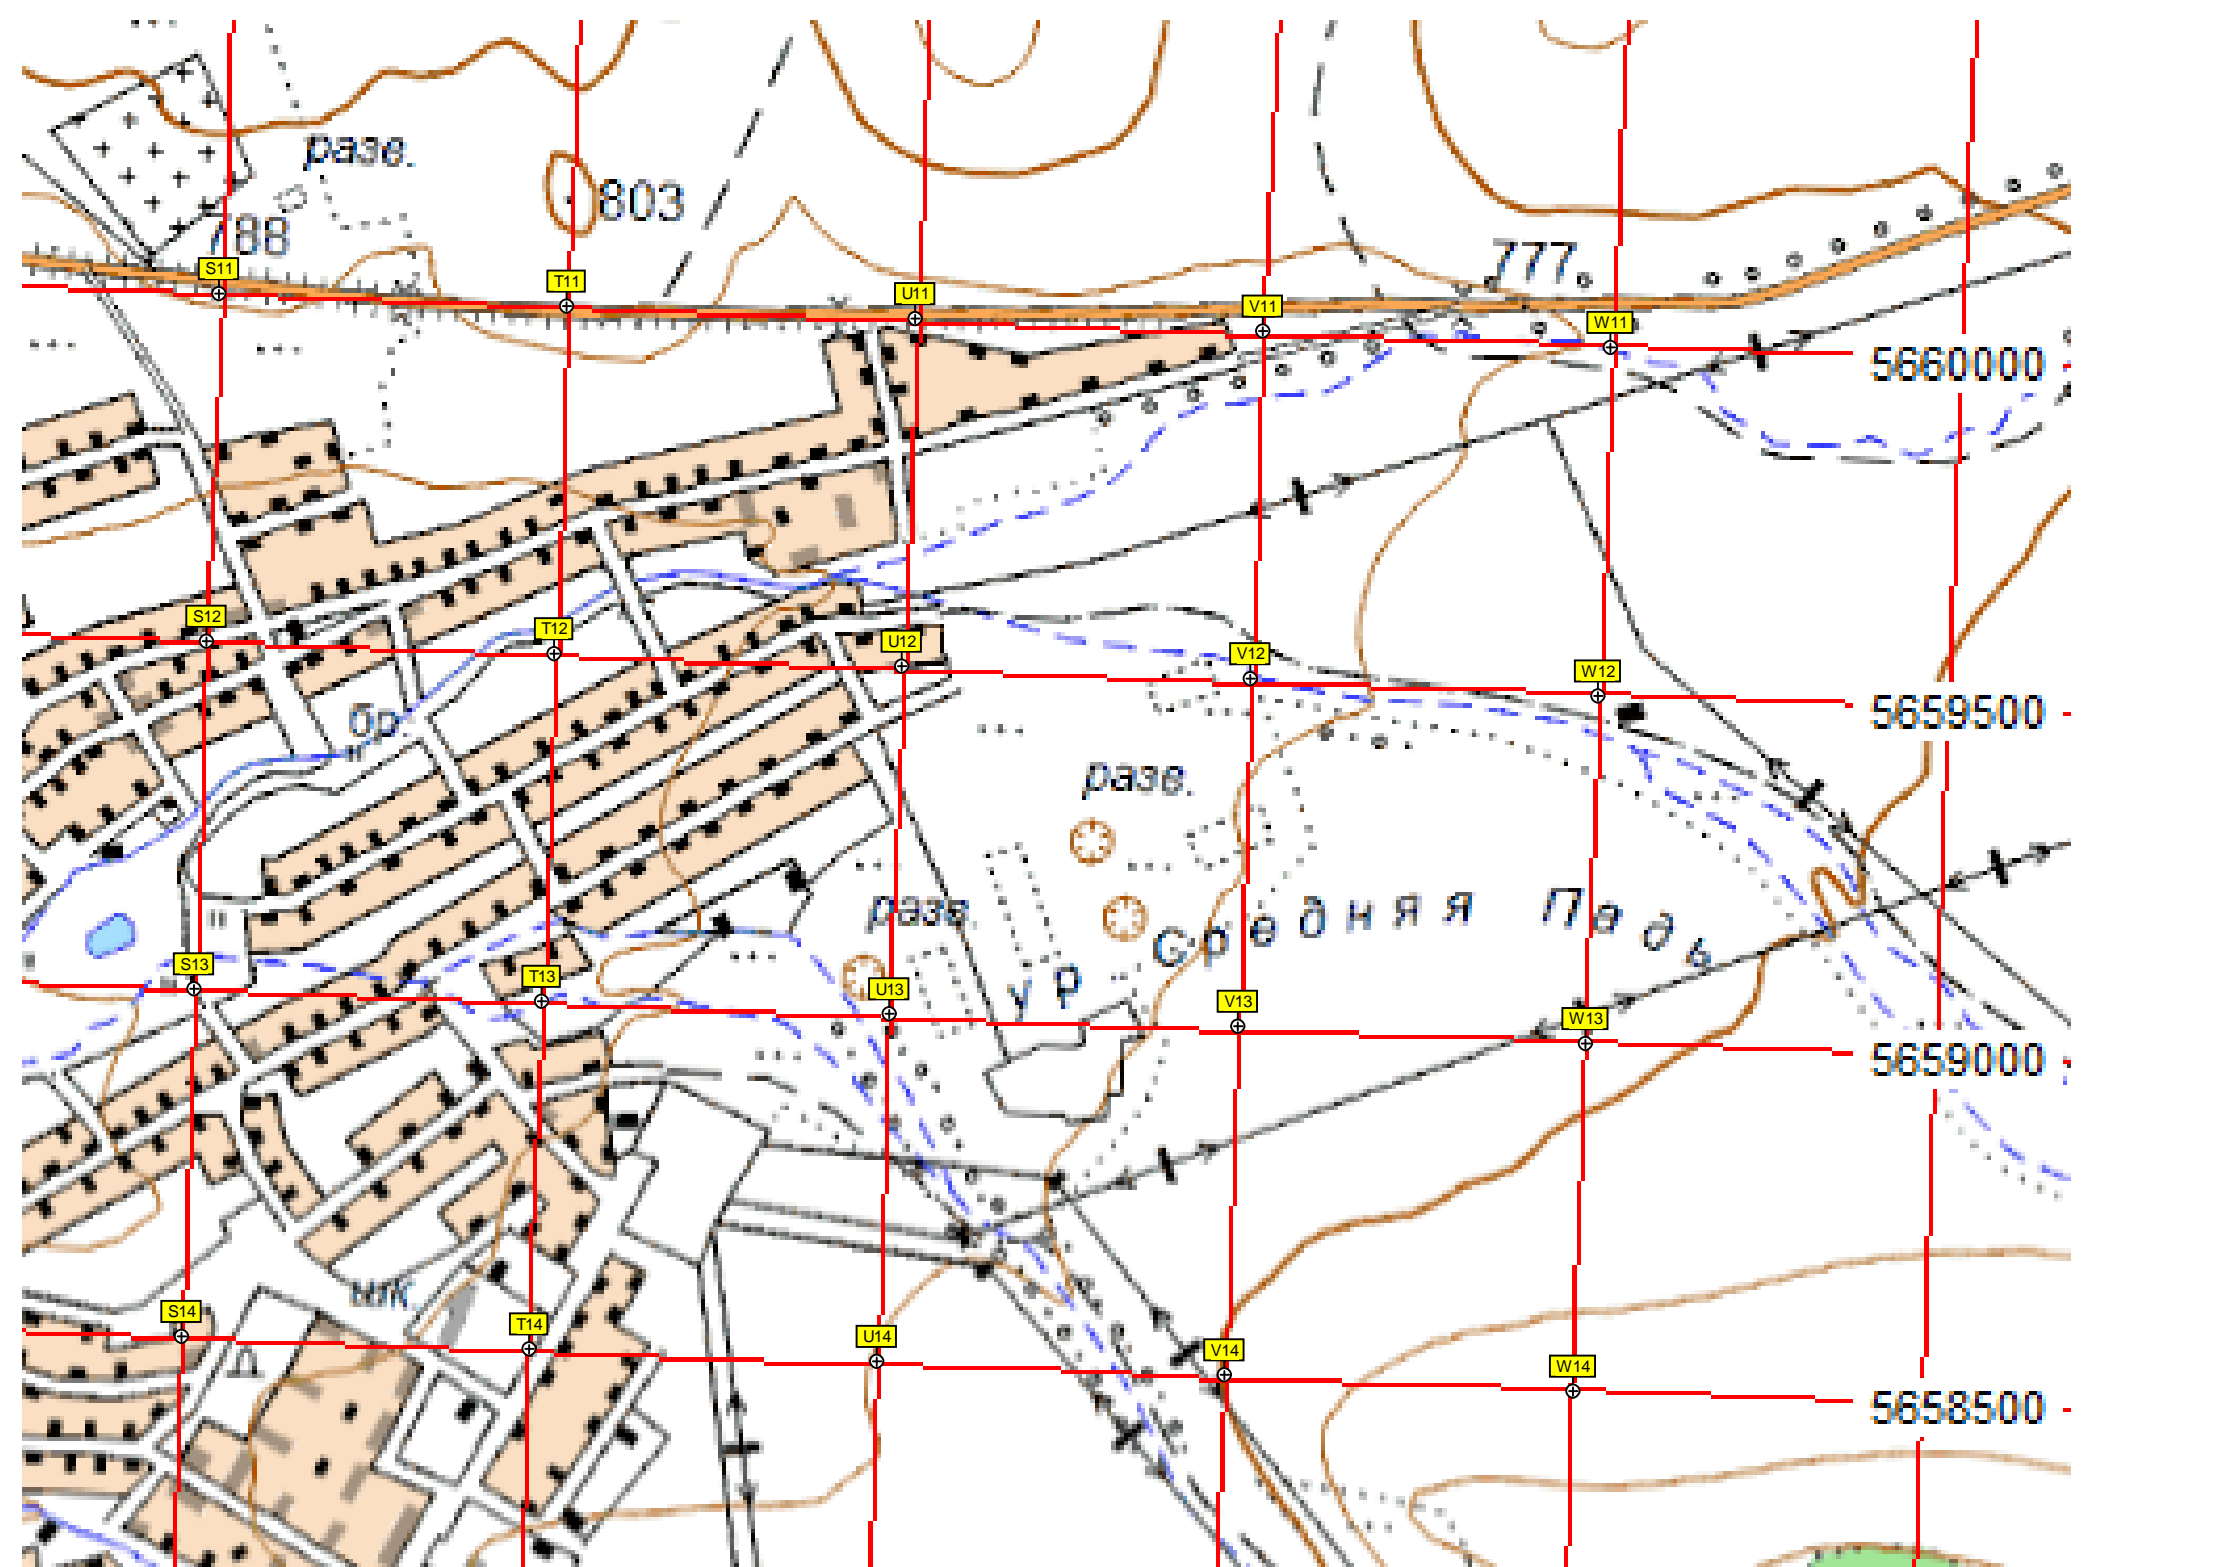 разв.
803
788
777
S11
T11
U11
V11
W11
5660000
S12
T12
U12
V12
W12
5659500
бр.
разв.
разв.
ур. Средняя Падь
S13
T13
U13
V13
W13
5659000
S14
T14
U14
V14
W14
5658500